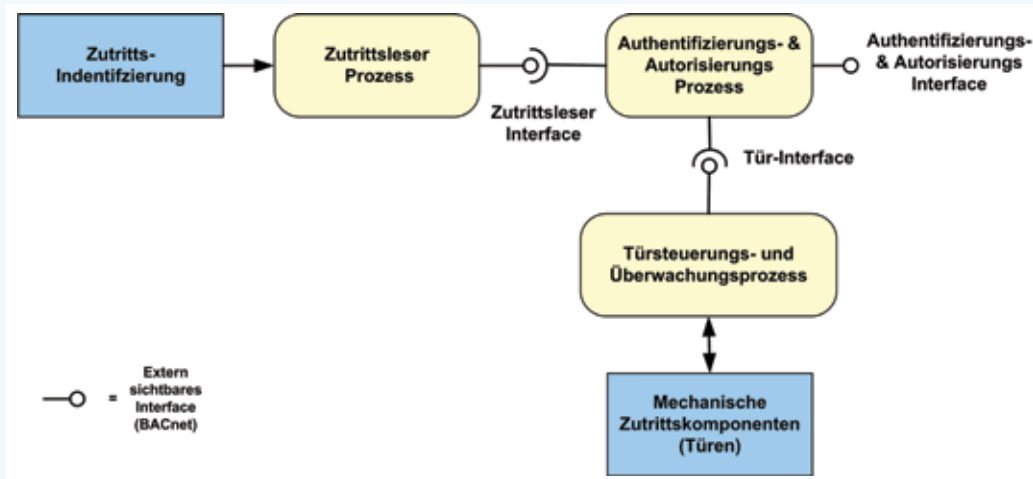 Zutritts-
Indentifzierung
Zutrittsleser
Prozess
Zutrittsleser
Interface
Authentifizierungs- &
Autorisierungs
Prozess
Authentifizierungs-
& Autorisierungs
Interface
Tür-Interface
Türsteuerungs- und
Überwachungsprozess
Mechanische
Zutrittskomponenten
(Türen)
=
Extern
sichtbares
Interface
(BACnet)